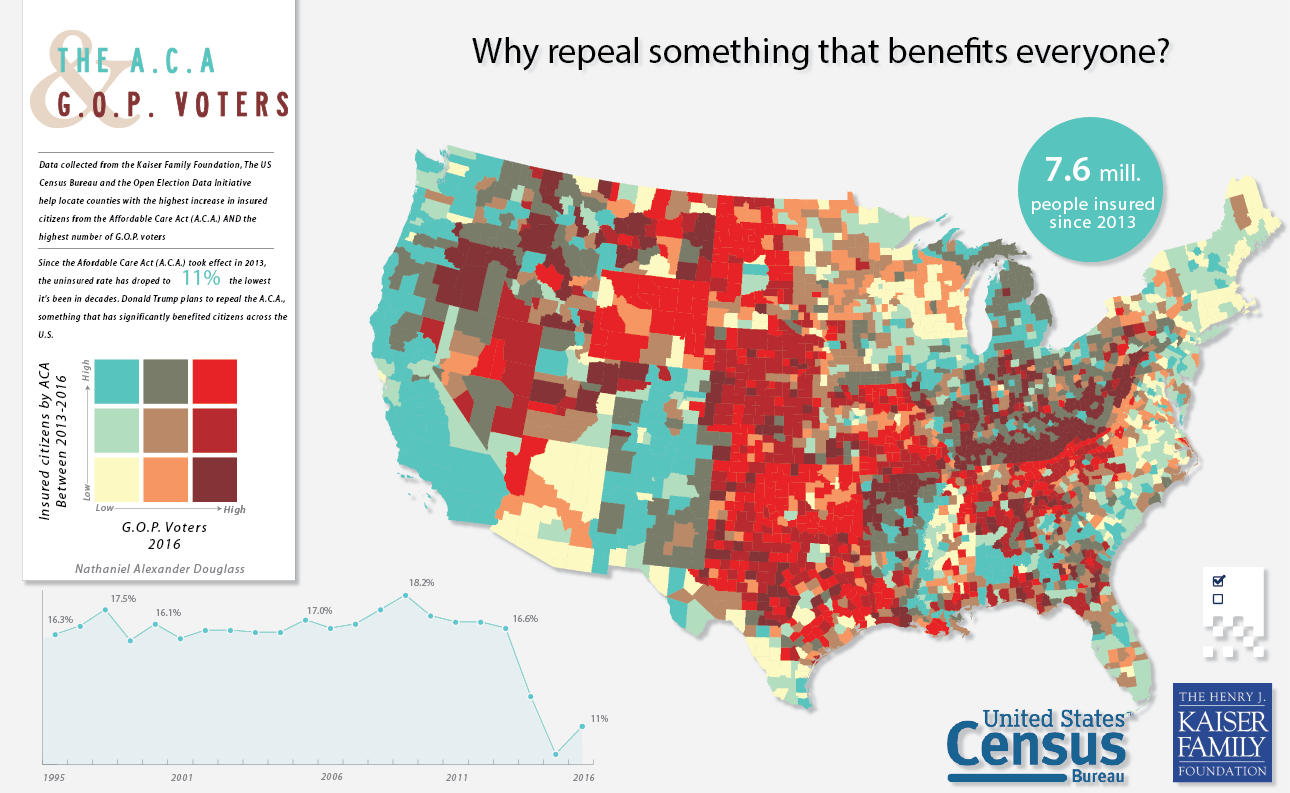 THE A.C.A
&
G.O.P. VOTERS
Data collected from the Kaiser Family Foundation, The US
Census Bureau and the Open Election Data Initiative
help locate counties with the highest increase in insured
citizens from the Affordable Care Act (A.C.A.) AND the
highest number of G.O.P. voters
Since the Afordable Care Act (A.C.A.) took effect in 2013,
the uninsured rate has droped to 11% the lowest
it's been in decades. Donald Trump plans to repeal the A.C.A.,
something that has significantly benefited citizens across the
U.S.
Insured citizens by ACA
Between 2013-2016
High
Low
Low
High
G.O.P. Voters
2016
Nathaniel Alexander Douglass
Why repeal something that benefits everyone?
7.6 mill.
people insured
since 2013
16.3%
17.5%
16.1%
17.0%
18.2%
16.6%
11%
1995
2001
2006
2011
2016
United States
Census
Bureau
THE HENRY J.
KAISER
FAMILY
FOUNDATION